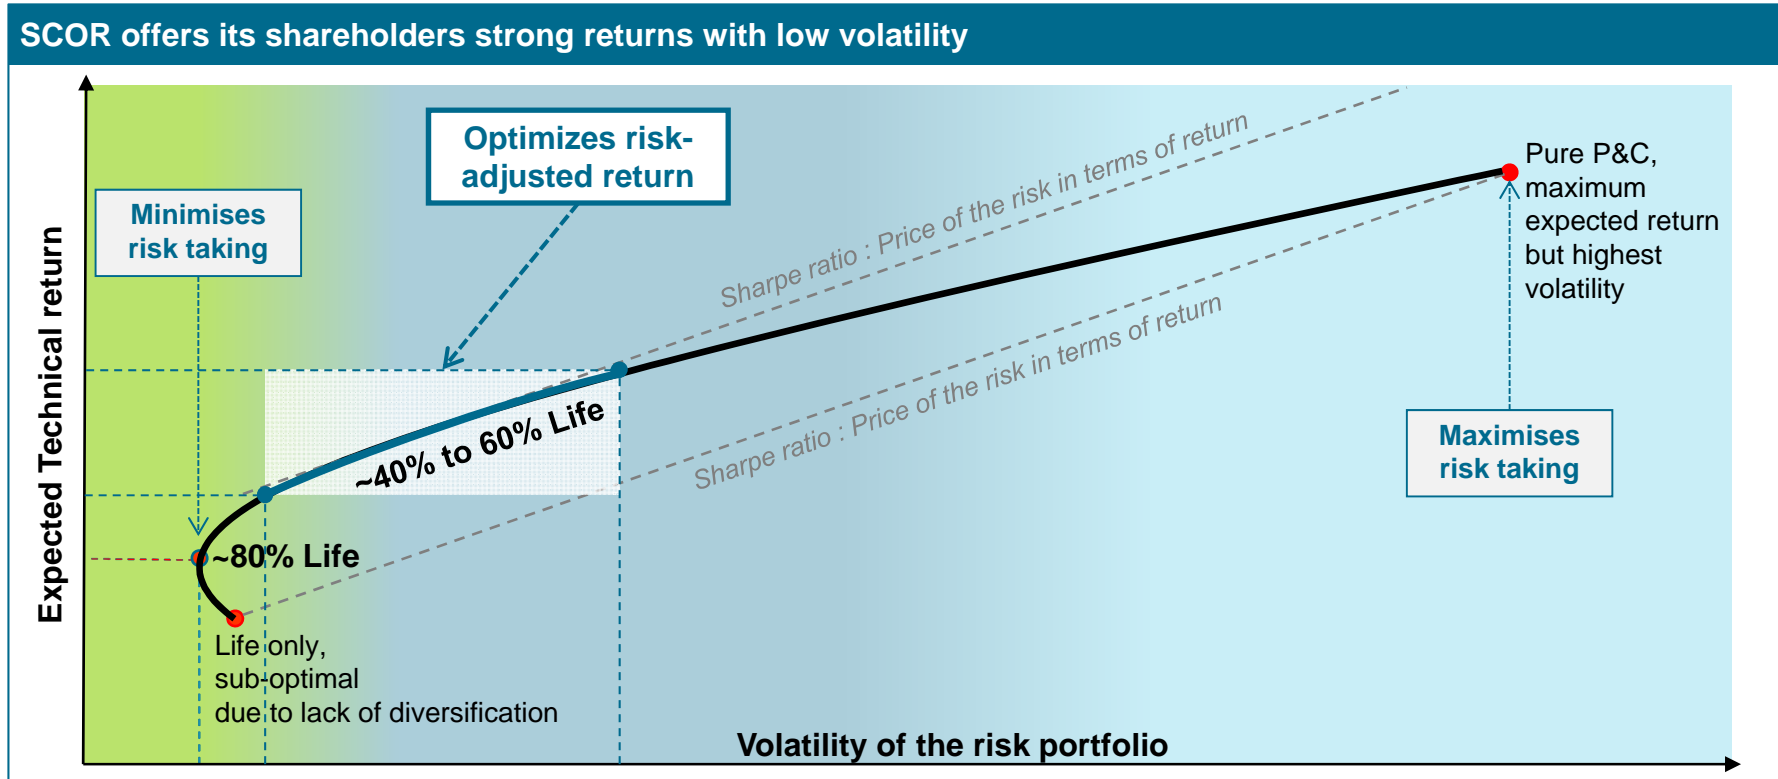 SCOR offers its shareholders strong returns with low volatility
Optimizes risk-
adjusted return
Minimises
risk taking
Expected Technical return
Sharpe ratio : Price of the risk in terms of return
Sharpe ratio : Price of the risk in terms of return
Pure P&C,
maximum
expected return
but highest
volatility
~40% to 60% Life
Maximises
risk taking
~80% Life
Life only,
sub-optimal
due to lack of diversification
Volatility of the risk portfolio